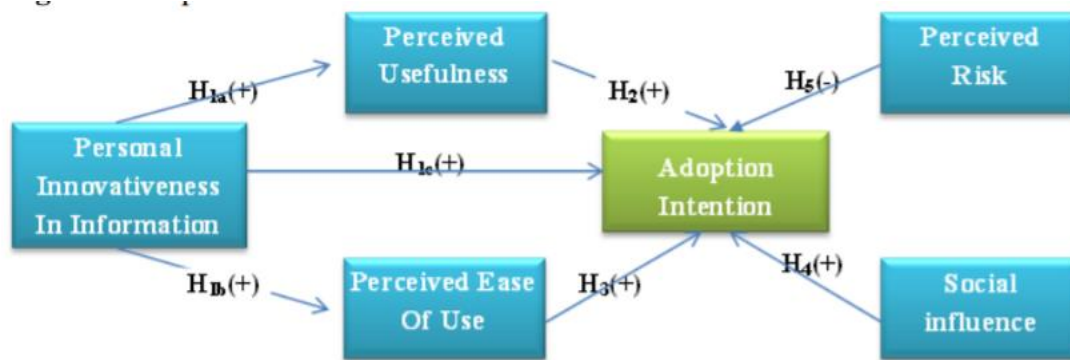 Perceived
Usefulness
Perceived
Risk
H1a(+)
H2(+)
H5(-)
Personal
Innovativeness
In Information
H1c(+)
Adoption
Intention
H1b(+)
Perceived Ease
Of Use
H3(+)
H4(+)
Social
influence